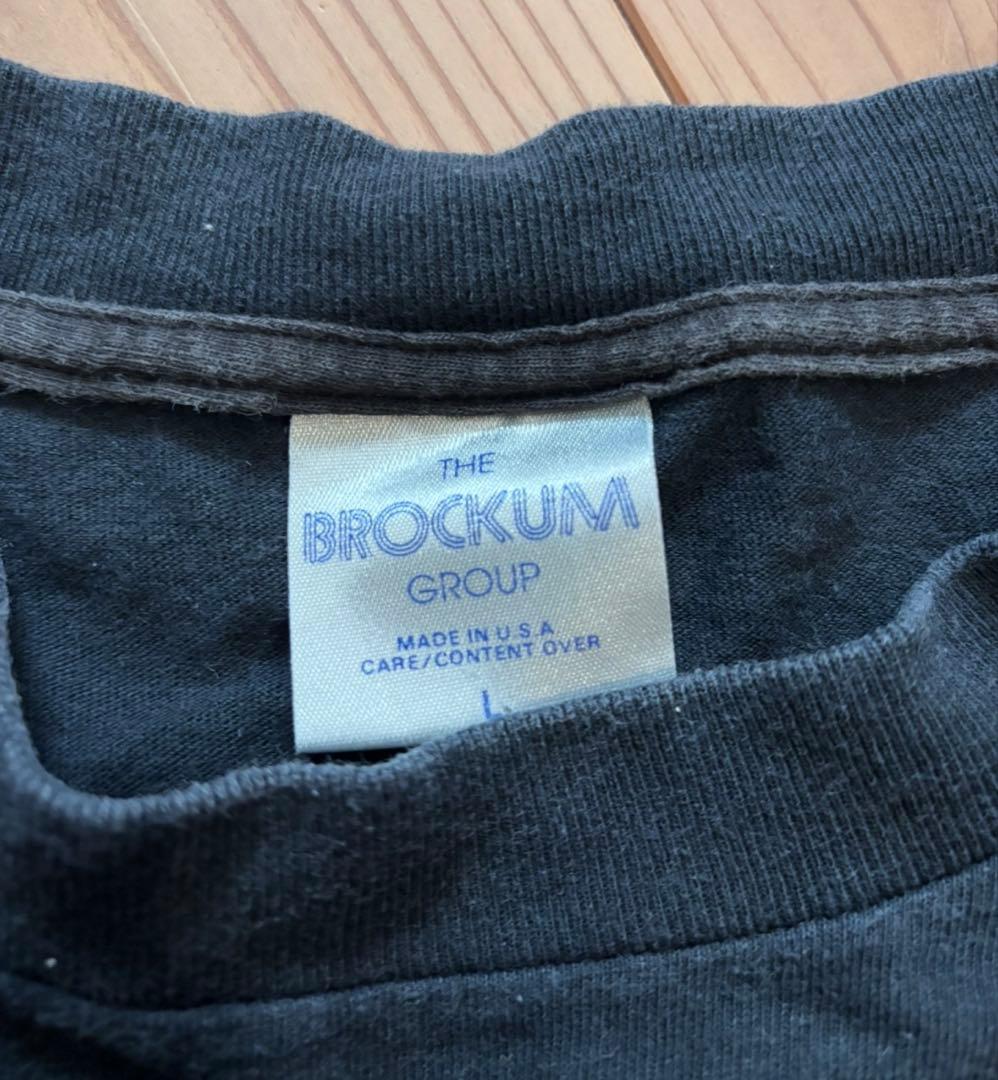 THE
BROCKUM
GROUP
MADE IN U.S.A
CARE/CONTENT OVER
L